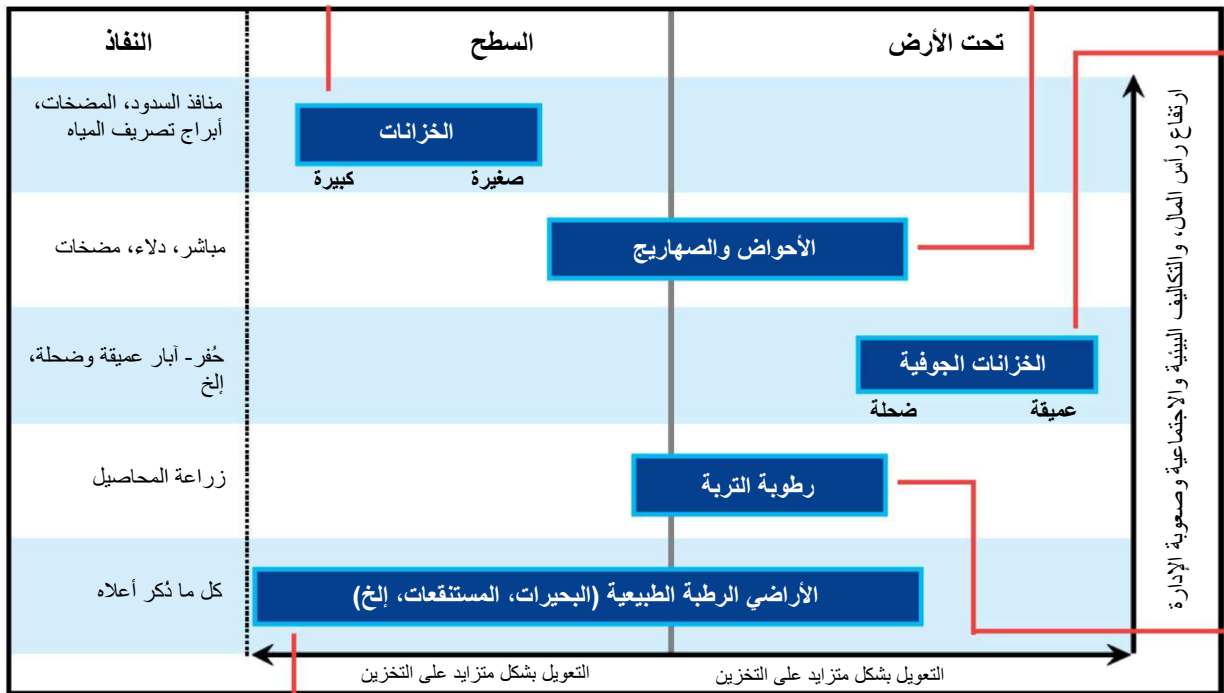 تحت الأرض
السطح
النفاذ
الخزانات
صغيرة
كبيرة
منافذ السدود، المضخات،
أبراج تصريف المياه
الأحواض والصهاريج
مباشر، دلاء، مضخات
الخزانات الجوفية
عميقة
ضحلة
حُفر- آبار عميقة وضحلة،
إلخ
رطوبة التربة
زراعة المحاصيل
الأراضي الرطبة الطبيعية (البحيرات، المستنقعات، إلخ)
كل ما ذُكر أعلاه
التعويل بشكل متزايد على التخزين
التعويل بشكل متزايد على التخزين
ارتفاع رأس المال، والتكاليف البيئية والاجتماعية وصعوبة الإدارة